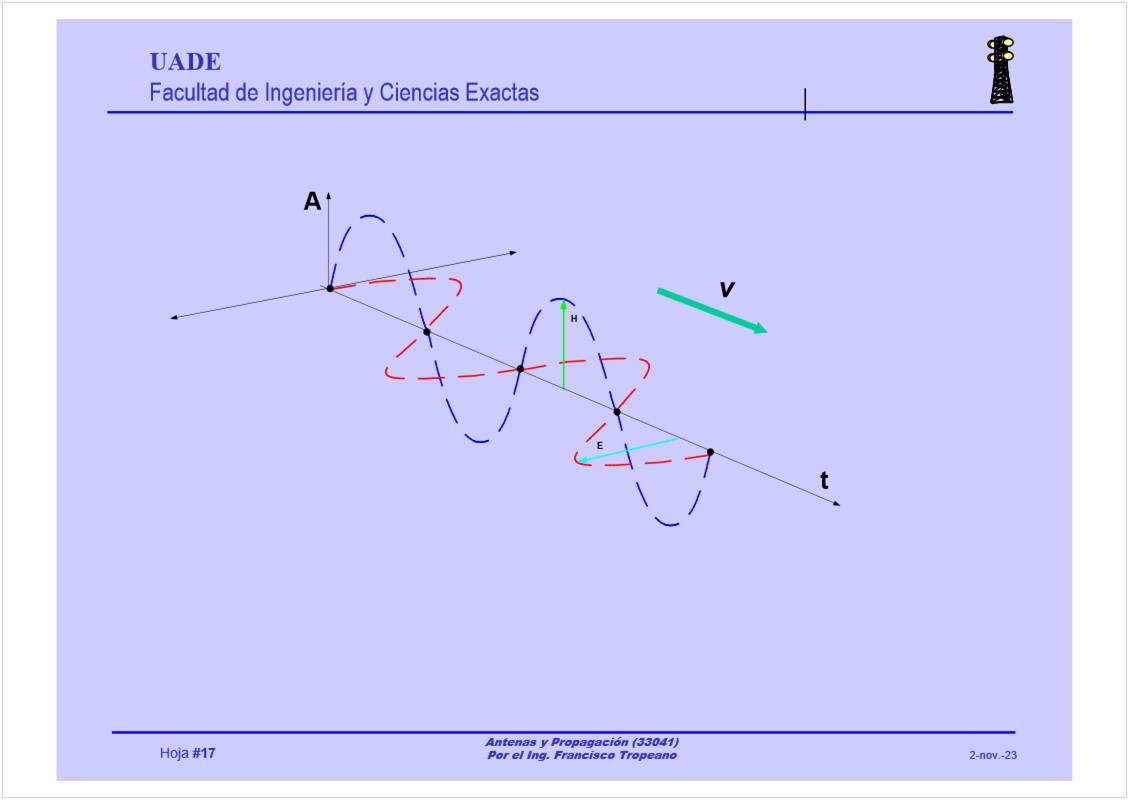 UADE
Facultad de Ingeniería y Ciencias Exactas
A
v
H
E
t
Hoja #17
Antenas y Propagación (33041)
Por el Ing. Francisco Tropeano
2-nov.-23